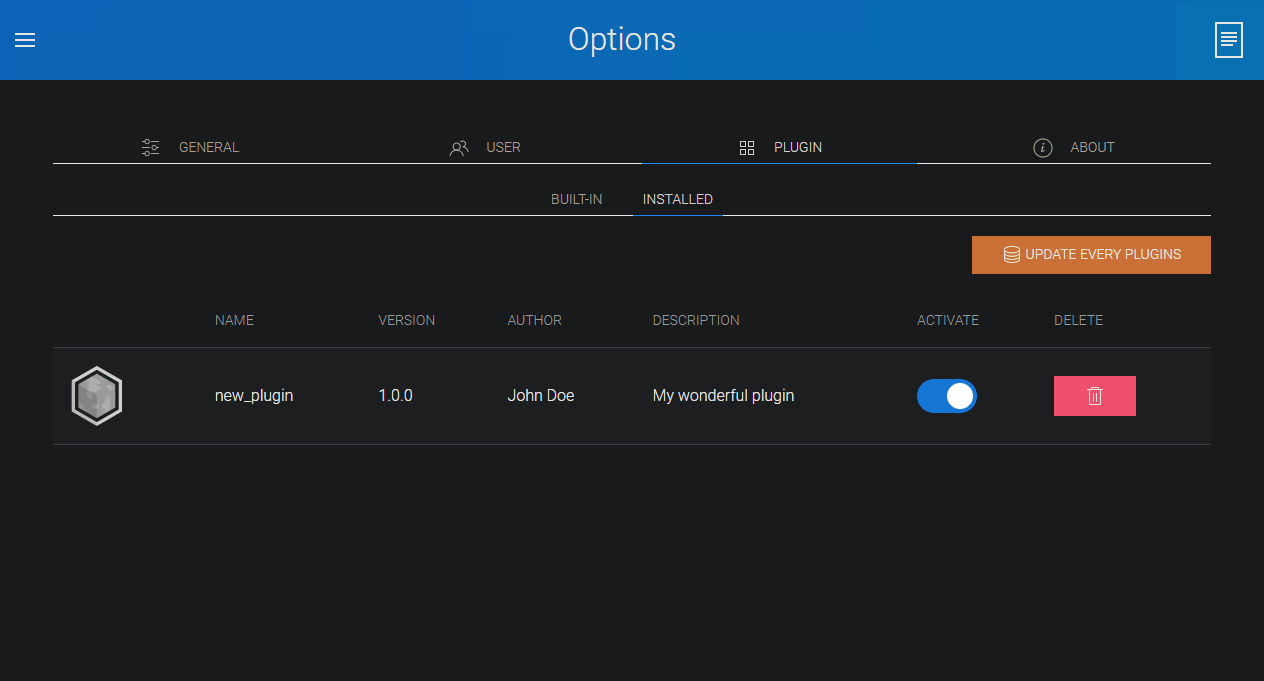 Options
GENERAL USER PLUGIN ABOUT
BUILT-IN INSTALLED
UPDATE EVERY PLUGINS
NAME VERSION AUTHOR DESCRIPTION ACTIVATE DELETE
new_plugin 1.0.0 John Doe My wonderful plugin